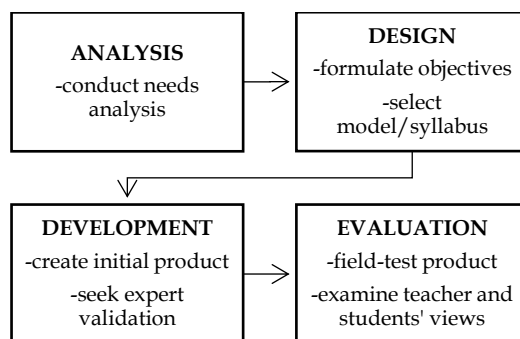 ANALYSIS
-conduct needs
analysis
DESIGN
-formulate objectives
-select
model/syllabus
DEVELOPMENT
-create initial product
-seek expert
validation
EVALUATION
-field-test product
-examine teacher and
students' views